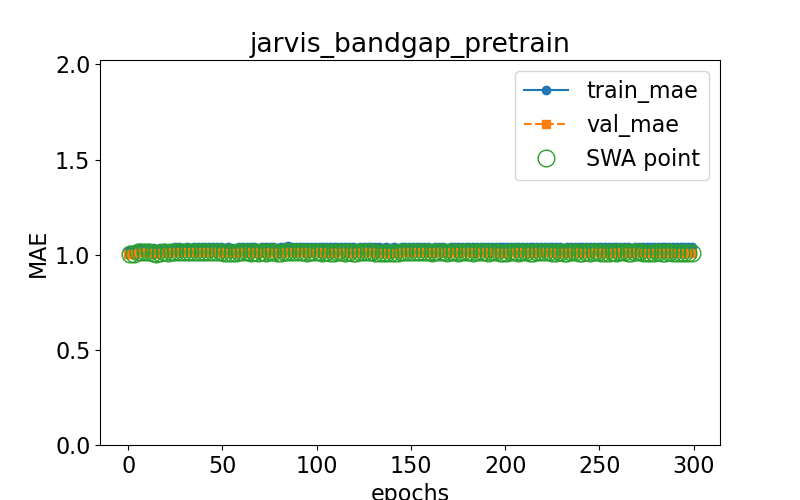 jarvis_bandgap_pretrain
train_mae
val_mae
SWA point
MAE
2.0
1.5
1.0
0.5
0.0
0 50 100 150 200 250 300
epochs